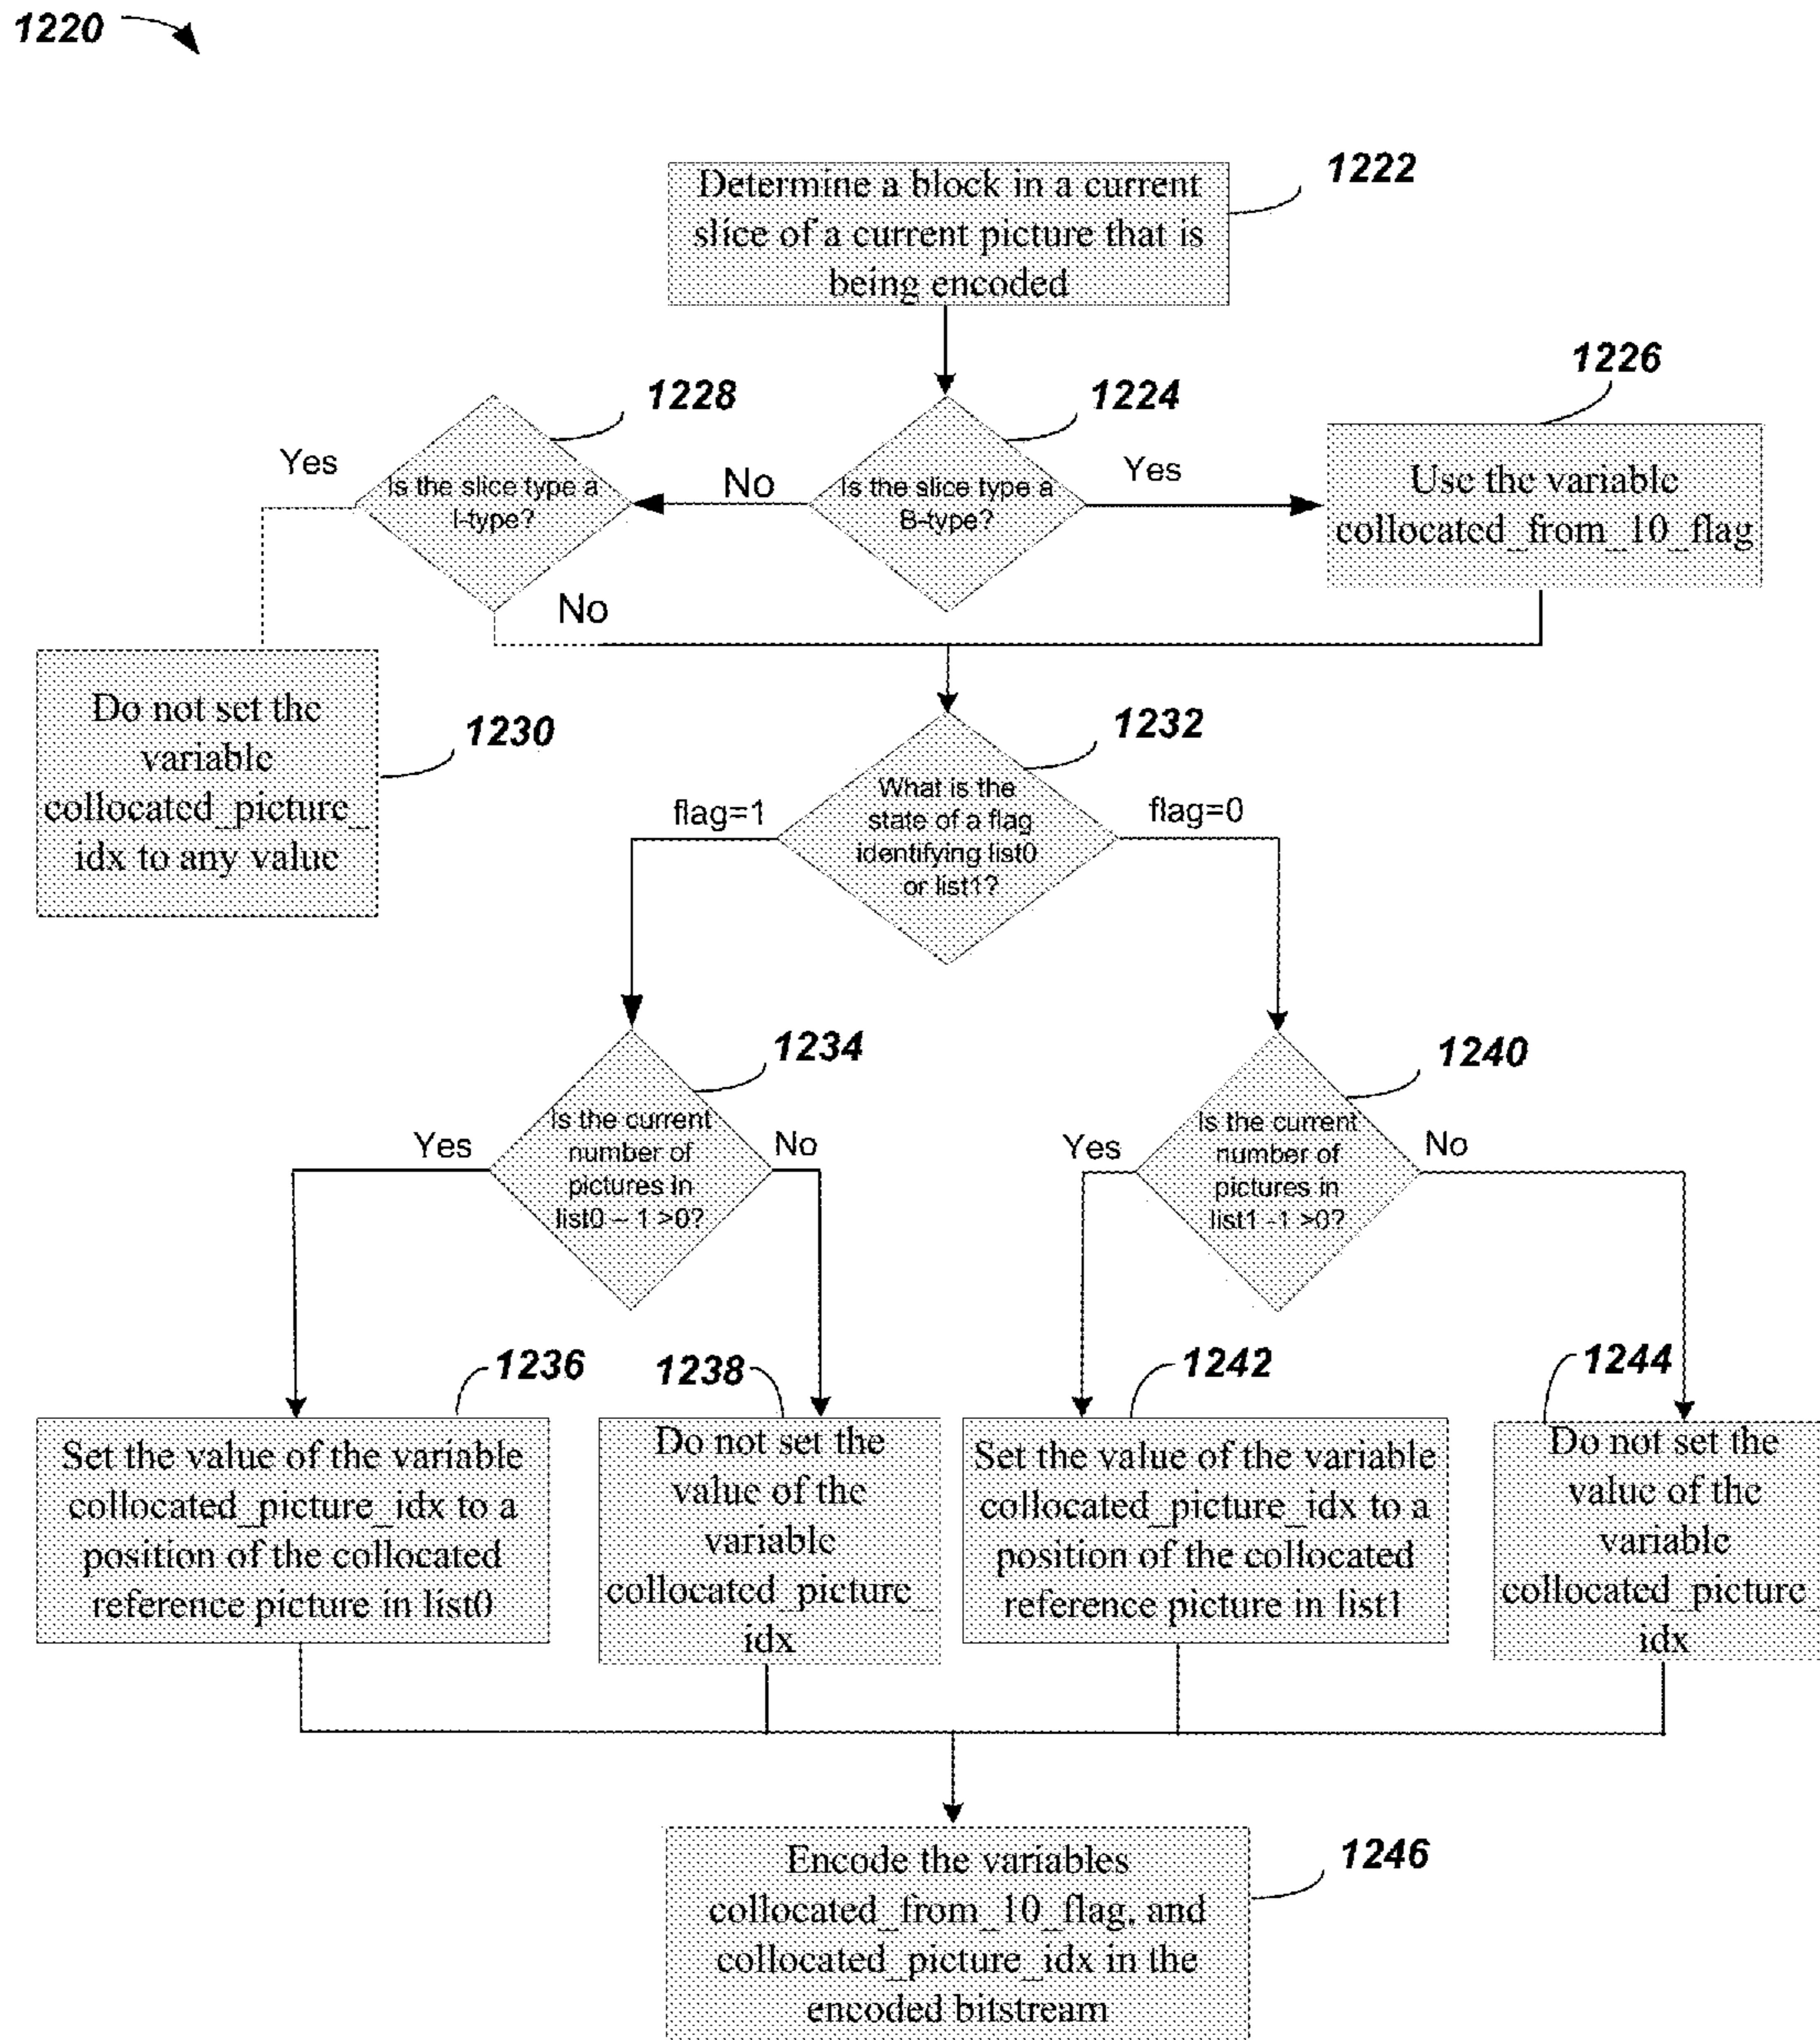 1220
Determine a block in a current
slice of a current picture that is
being encoded
1222
1228
Yes
Is the slice type a
I-type?
No
1224
No
Is the slice type a
B-type?
Yes
1226
Use the variable
collocated_from_10_flag
Do not set the
variable
collocated_picture_
idx to any value
1230
1232
flag=1
What is the
state of a flag
identifying list0
or list1?
flag=0
1234
Yes
Is the current
number of
pictures in
list0 – 1 >0?
No
1240
Yes
Is the current
number of
pictures in
list1 -1 >0?
No
1236
Set the value of the variable
collocated_picture_idx to a
position of the collocated
reference picture in list0
1238
Do not set the
value of the
variable
collocated_picture_
idx
1242
Set the value of the variable
collocated_picture_idx to a
position of the collocated
reference picture in list1
1244
Do not set the
value of the
variable
collocated_picture_
idx
Encode the variables
collocated_from_10_flag, and
collocated_picture_idx in the
encoded bitstream
1246